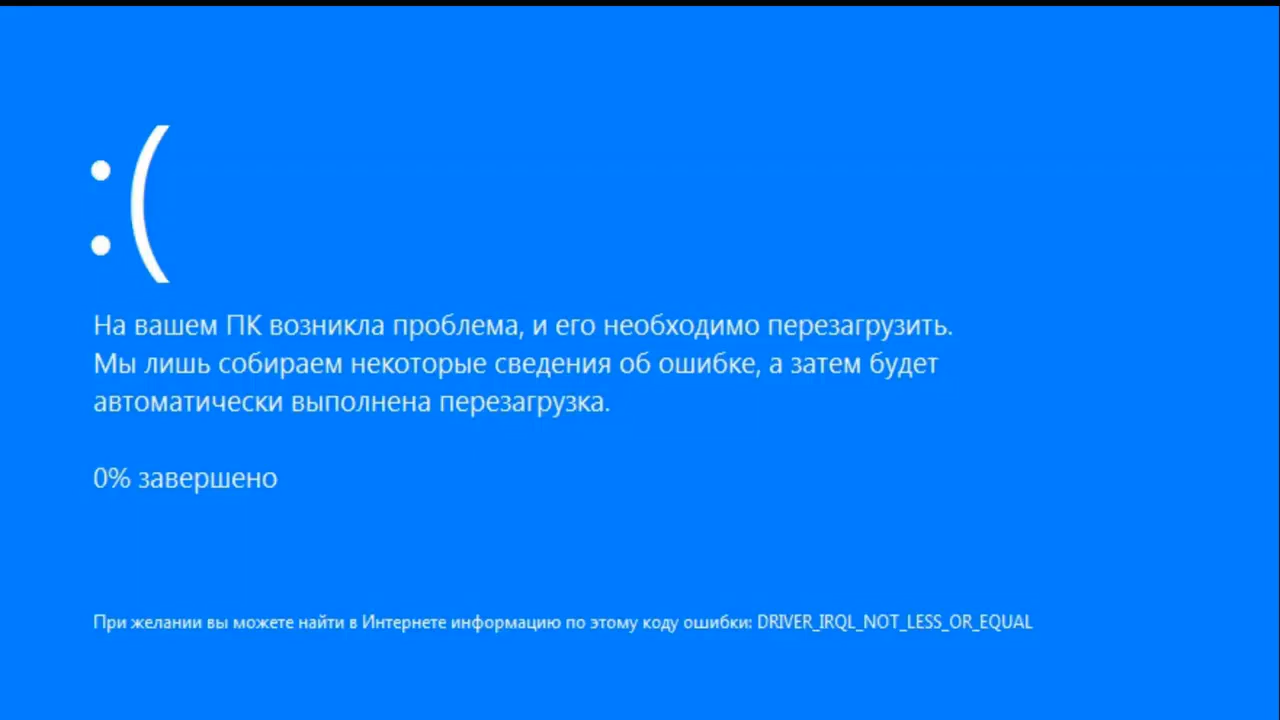 :(
На вашем ПК возникла проблема, и его необходимо перезагрузить.
Мы лишь собираем некоторые сведения об ошибке, а затем будет
автоматически выполнена перезагрузка.
0% завершено
При желании вы можете найти в Интернете информацию по этому коду ошибки: DRIVER_IRQL_NOT_LESS_OR_EQUAL